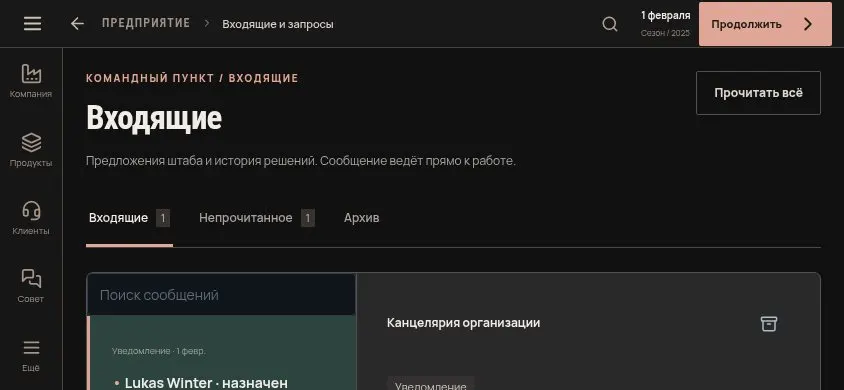 ПРЕДПРИЯТИЕ
Входящие и запросы
1 февраля
Сезон / 2025
Продолжить
Компания
Продукты
Клиенты
Совет
Ещё
КОМАНДНЫЙ ПУНКТ / ВХОДЯЩИЕ
Входящие
Прочитать всё
Предложения штаба и история решений. Сообщение ведёт прямо к работе.
Входящие 1 Непрочитанное 1 Архив
Поиск сообщений
Уведомление · 1 февр.
• Lukas Winter · назначен
Канцелярия организации
Уведомление